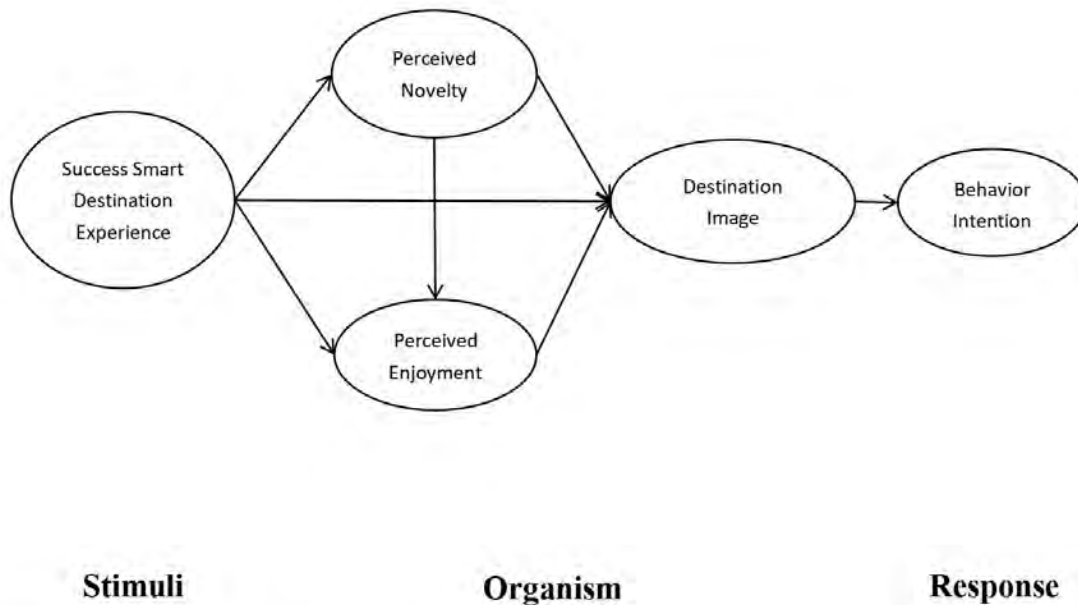 Perceived
Novelty
Success Smart
Destination
Experience
Destination
Image
Behavior
Intention
Perceived
Enjoyment
Stimuli
Organism
Response